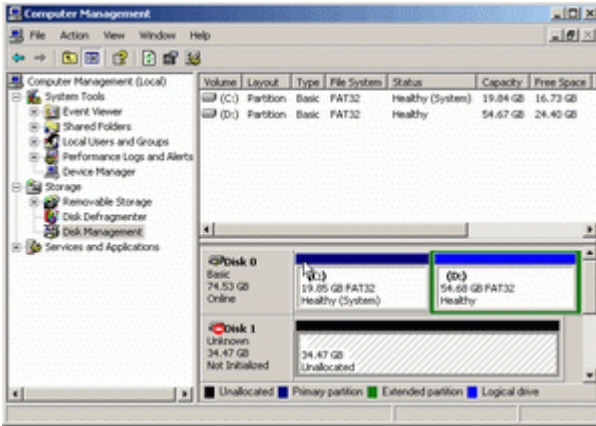 Computer Management
File Action View Window Help
Computer Management (Local)
System Tools
Event Viewer
Shared Folders
Local Users and Groups
Performance Logs and Alerts
Device Manager
Storage
Removable Storage
Disk Defragmenter
Disk Management
Services and Applications
Volume Layout Type File System Status Capacity Free Space
(C:) Partition Basic FAT32 Healthy (System) 19.84 GB 16.73 GB
(D:) Partition Basic FAT32 Healthy 54.67 GB 24.40 GB
Disk 0
Basic
74.53 GB
Online
(C:)
19.85 GB FAT32
Healthy (System)
(D:)
54.68 GB FAT32
Healthy
Disk 1
Unknown
34.47 GB
Not Initialized
34.47 GB
Unallocated
Unallocated Primary partition Extended partition Logical drive